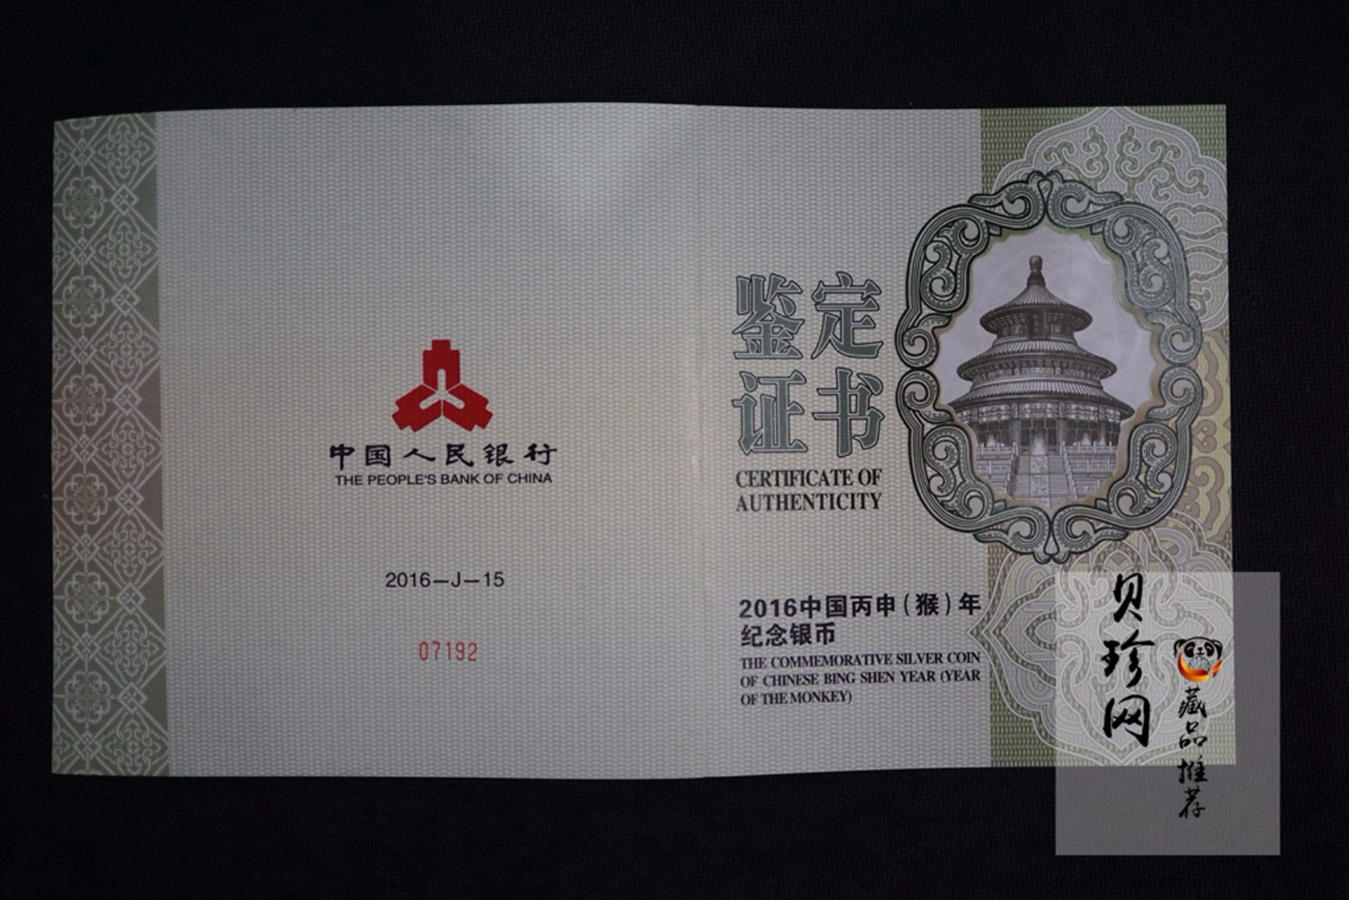 中国人民银行
THE PEOPLE'S BANK OF CHINA
2016—J—15
07192
鉴定
证书
CERTIFICATE OF
AUTHENTICITY
2016中国丙申(猴)年
纪念银币
THE COMMEMORATIVE SILVER COIN
OF CHINESE BING SHEN YEAR (YEAR
OF THE MONKEY)
贝珍网
藏品推荐